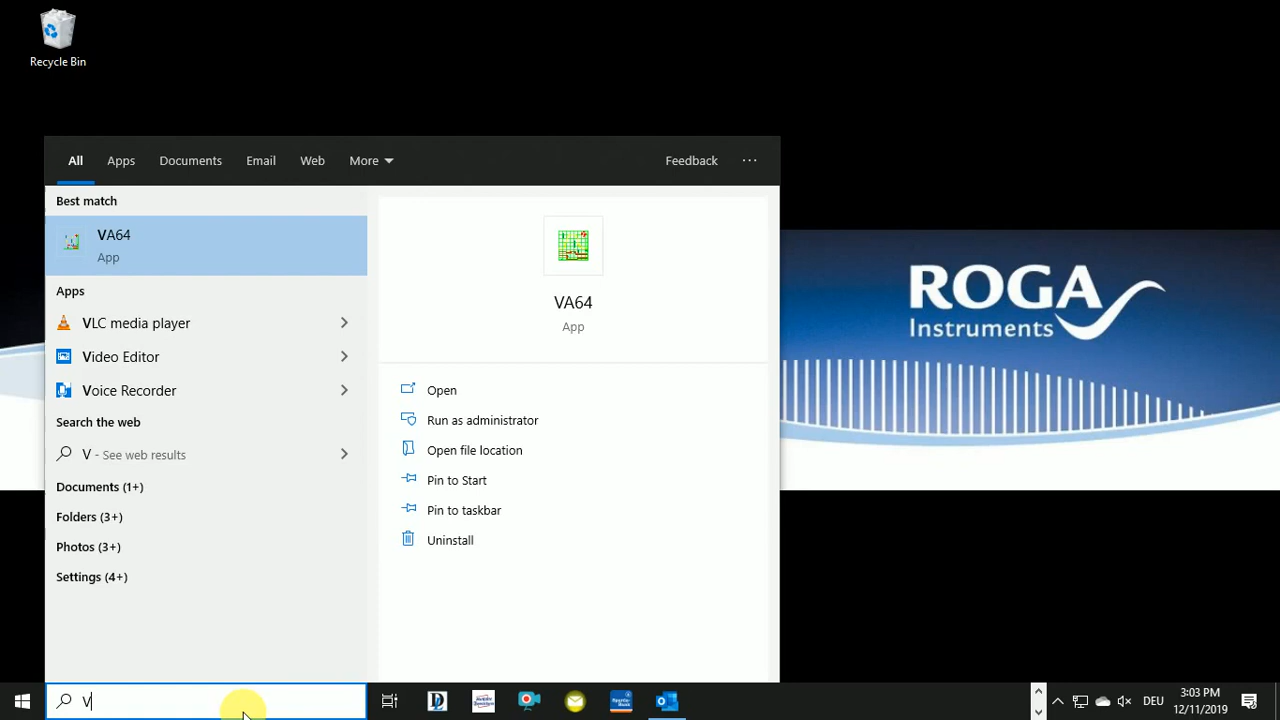 Recycle Bin
All Apps Documents Email Web More Feedback ...
Best match
VA64
App
Apps
VLC media player
Video Editor
Voice Recorder
Search the web
V - See web results
Documents (1+)
Folders (3+)
Photos (3+)
Settings (4+)
VA64
App
Open
Run as administrator
Open file location
Pin to Start
Pin to taskbar
Uninstall
ROGA
Instruments
V
DEU
3:03 PM
12/11/2019